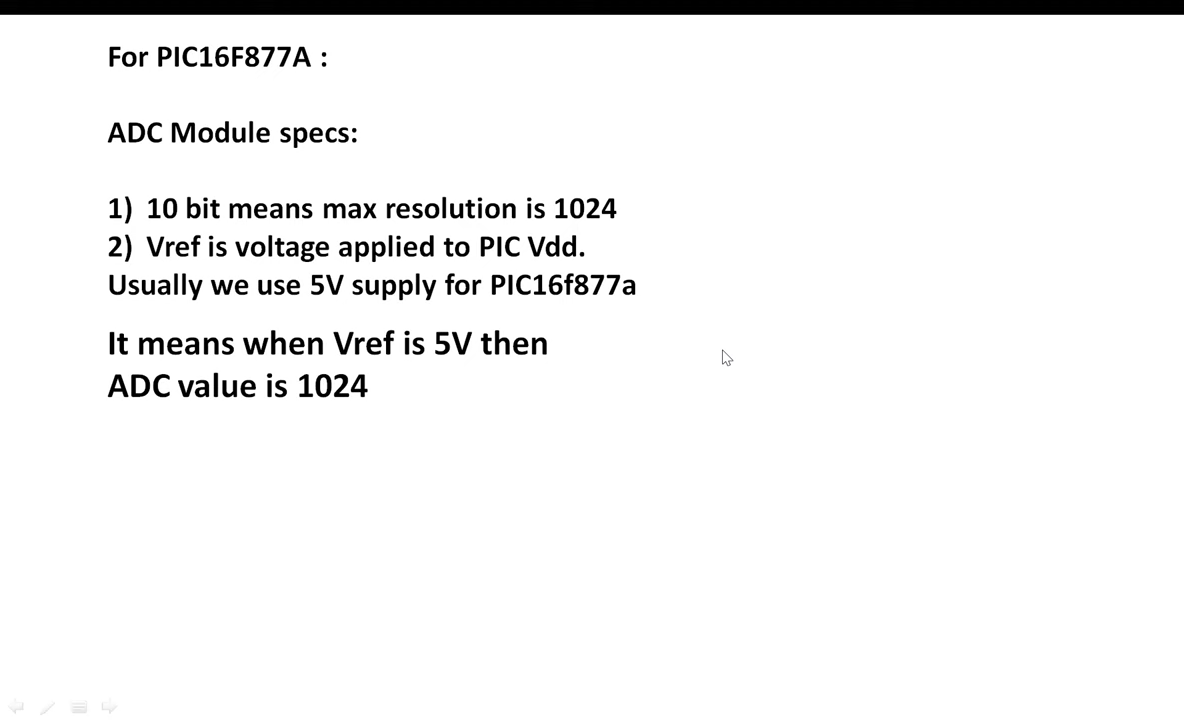 For PIC16F877A :
ADC Module specs:
1) 10 bit means max resolution is 1024
2) Vref is voltage applied to PIC Vdd.
Usually we use 5V supply for PIC16f877a
It means when Vref is 5V then
ADC value is 1024